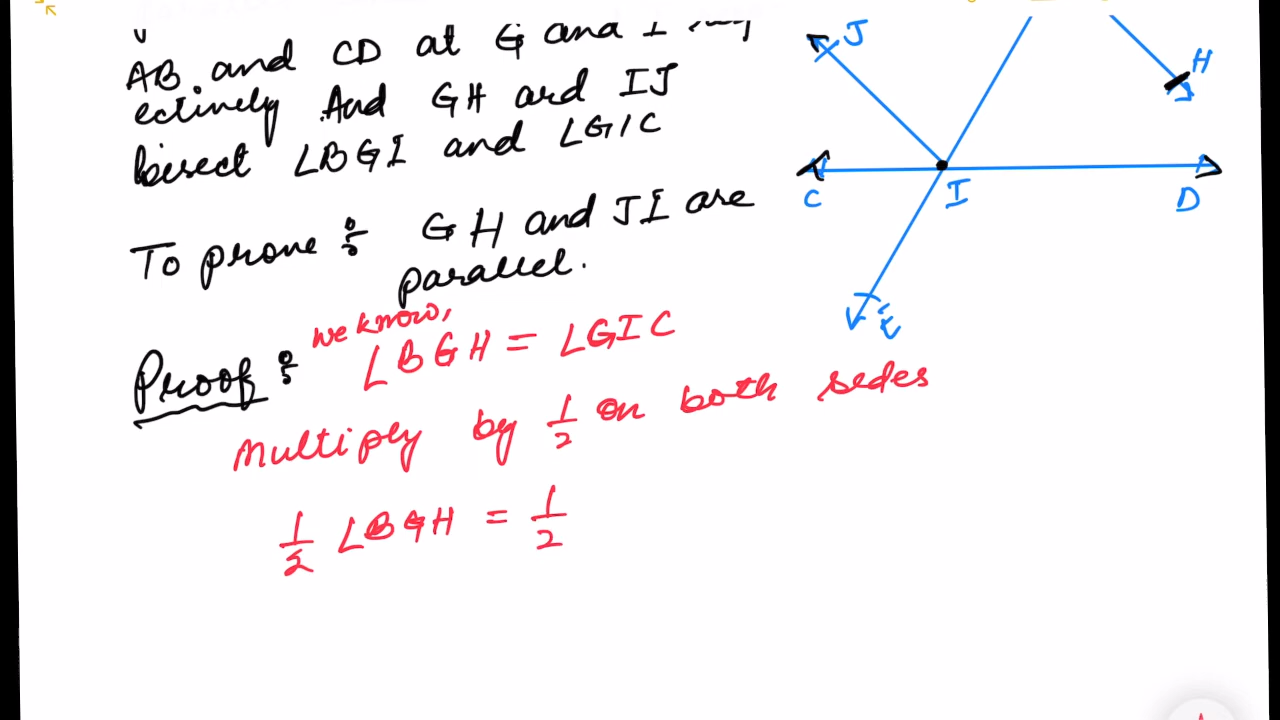 AB and CD at G and I
ectively And GH and IJ
bisect ∠BGI and ∠GIC
To prove : GH and JI are
parallel.
we know,
Proof : ∠BGH = ∠GIC
Multiply by 1/2 on both sides
1/2 ∠BGH = 1/2
J
H
C
I
D
E